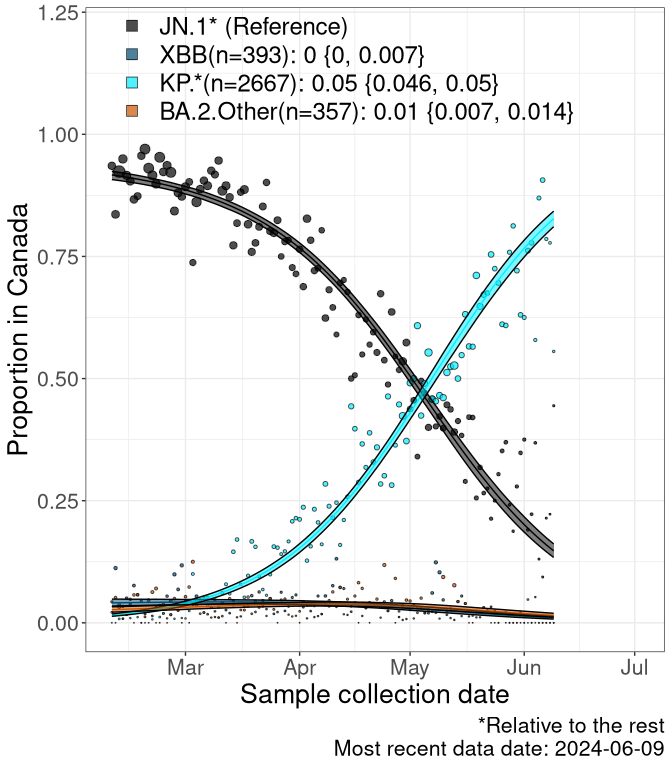 JN.1* (Reference)
XBB(n=393): 0 {0, 0.007}
KP.*(n=2667): 0.05 {0.046, 0.05}
BA.2.Other(n=357): 0.01 {0.007, 0.014}
1.25
1.00
0.75
0.50
0.25
0.00
Proportion in Canada
Mar Apr May Jun Jul
Sample collection date
*Relative to the rest
Most recent data date: 2024-06-09